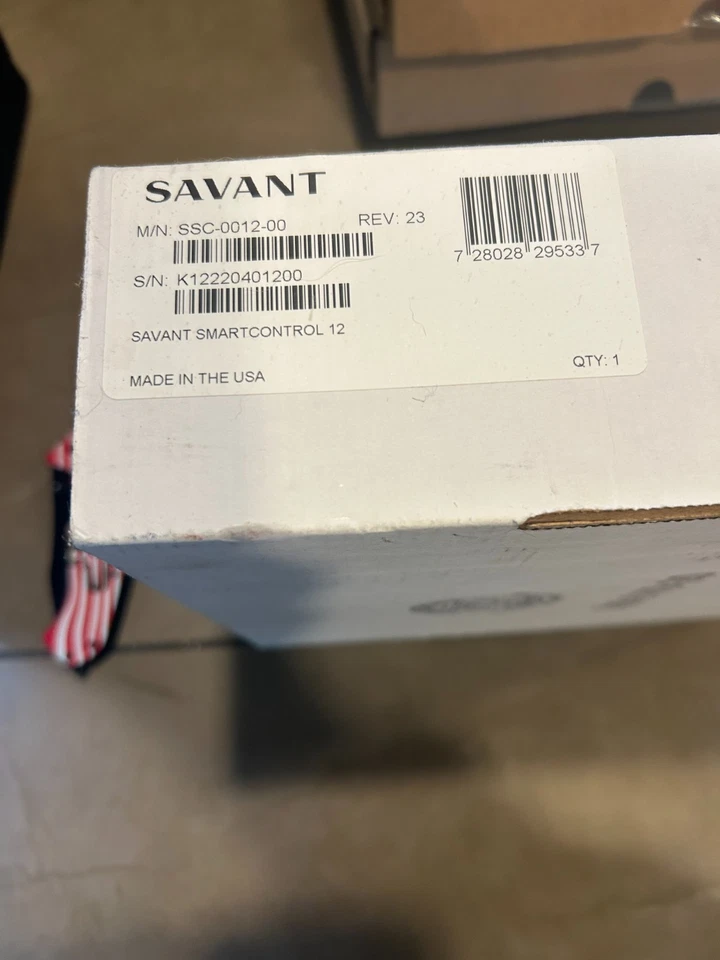 SAVANT
M/N: SSC-0012-00 REV: 23
7 28028 29533 7
S/N: K12220401200
SAVANT SMARTCONTROL 12
QTY: 1
MADE IN THE USA